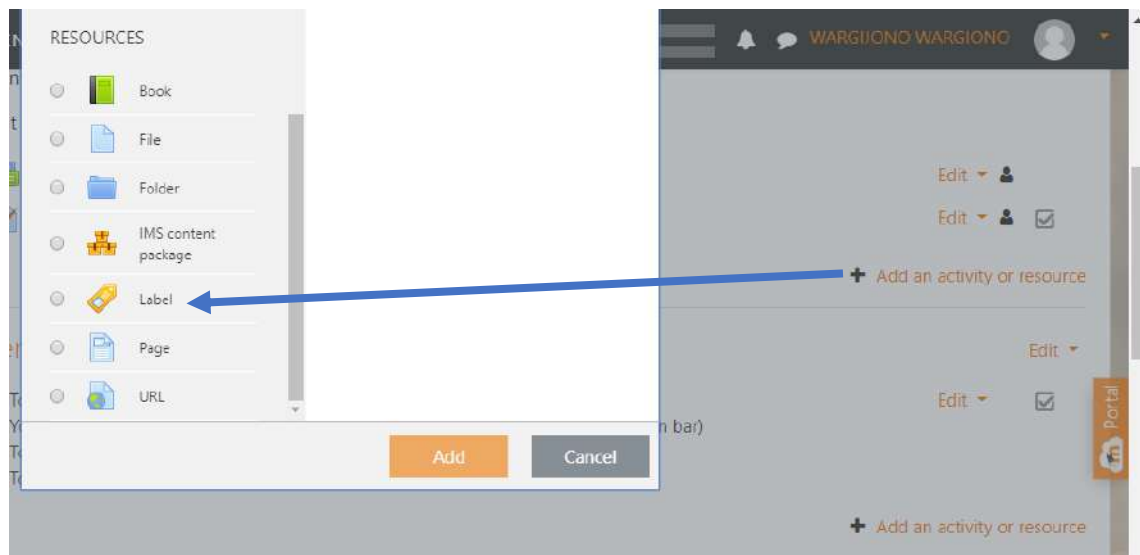 RESOURCES
WARGIJONO WARGIONO
Book
File
Folder
IMS content
package
Label
Page
URL
Add
Cancel
Edit
Edit
+ Add an activity or resource
Edit
Edit
n bar)
Portal
+ Add an activity or resource